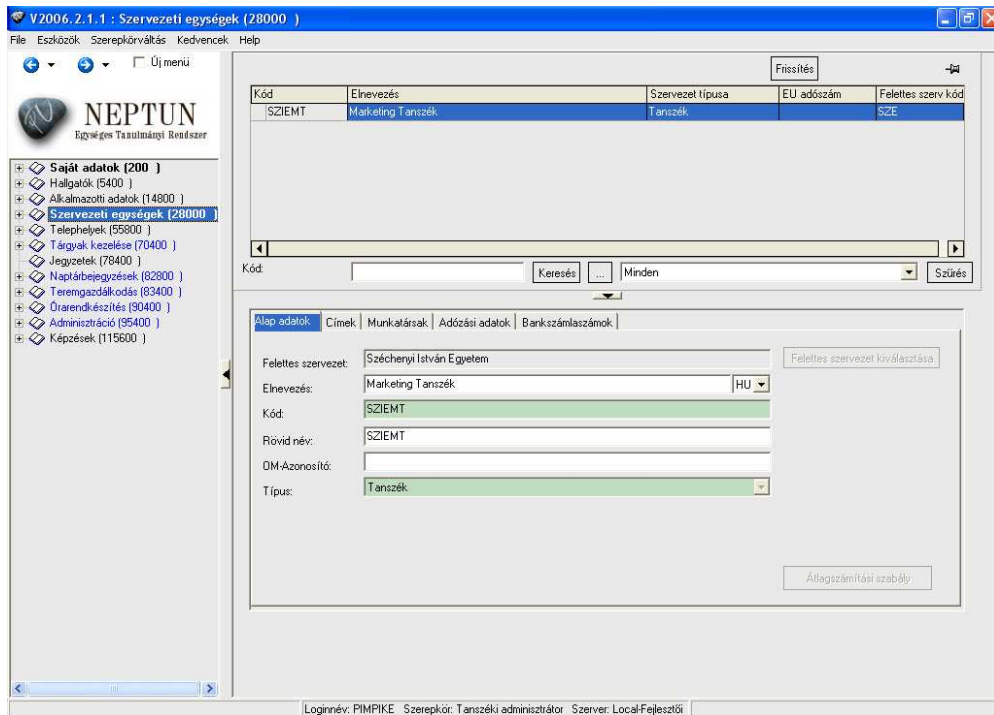 V2006.2.1.1 : Szervezeti egységek (28000 )
File Eszközök Szerepkörváltás Kedvencek Help
Új menü
NEPTUN
Egységes Tanulmányi Rendszer
Saját adatok (200 )
Hallgatók (5400 )
Alkalmazotti adatok (14800 )
Szervezeti egységek (28000 )
Telephelyek (55800 )
Tárgyak kezelése (70400 )
Jegyzetek (78400 )
Naptárbejegyzések (82800 )
Teremgazdálkodás (83400 )
Órarendkészítés (90400 )
Adminisztráció (95400 )
Képzések (115600 )
Frissítés
Kód Elnevezés Szervezet típusa EU adószám Felettes szerv kód
SZIEMT Marketing Tanszék Tanszék SZE
Kód: Keresés ... Minden Szűrés
Alap adatok Címek Munkatársak Adózási adatok Bankszámlaszámok
Felettes szervezet: Széchenyi István Egyetem Felettes szervezet kiválasztása
Elnevezés: Marketing Tanszék HU
Kód: SZIEMT
Rövid név: SZIEMT
OM-Azonosító:
Típus: Tanszék
Átlagszámítási szabály
Loginnév: PIMPIKE Szerepkör: Tanszéki adminisztrátor Szerver: Local-Fejlesztői